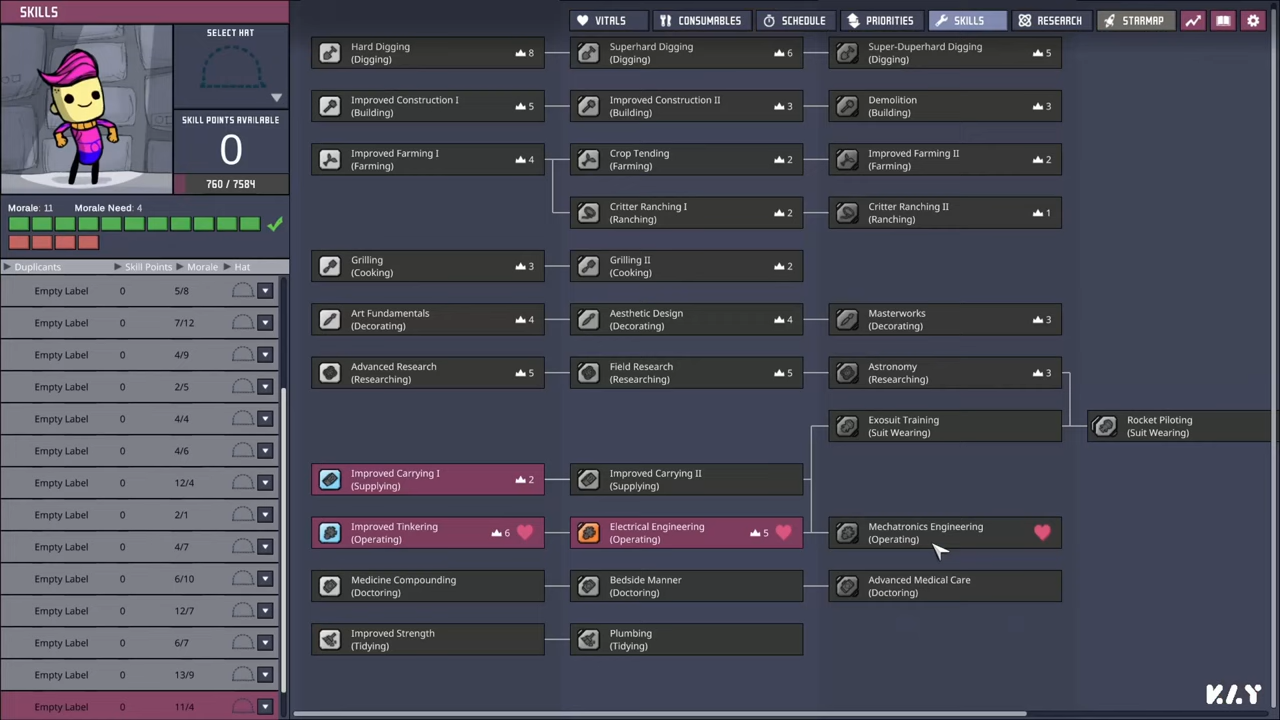 SKILLS
SELECT HAT
SKILL POINTS AVAILABLE
0
760 / 7584
Morale: 11 Morale Need: 4
Duplicants Skill Points Morale Hat
Empty Label 0 5/8
Empty Label 0 7/12
Empty Label 0 4/9
Empty Label 0 2/5
Empty Label 0 4/4
Empty Label 0 4/6
Empty Label 0 12/4
Empty Label 0 2/1
Empty Label 0 4/7
Empty Label 0 6/10
Empty Label 0 12/7
Empty Label 0 6/7
Empty Label 0 13/9
Empty Label 0 11/4
VITALS CONSUMABLES SCHEDULE PRIORITIES SKILLS RESEARCH STARMAP
Hard Digging
(Digging)
8
Superhard Digging
(Digging)
6
Super-Duperhard Digging
(Digging)
5
Improved Construction I
(Building)
5
Improved Construction II
(Building)
3
Demolition
(Building)
3
Improved Farming I
(Farming)
4
Crop Tending
(Farming)
2
Improved Farming II
(Farming)
2
Critter Ranching I
(Ranching)
2
Critter Ranching II
(Ranching)
1
Grilling
(Cooking)
3
Grilling II
(Cooking)
2
Art Fundamentals
(Decorating)
4
Aesthetic Design
(Decorating)
4
Masterworks
(Decorating)
3
Advanced Research
(Researching)
5
Field Research
(Researching)
5
Astronomy
(Researching)
3
Exosuit Training
(Suit Wearing)
Rocket Piloting
(Suit Wearing)
Improved Carrying I
(Supplying)
2
Improved Carrying II
(Supplying)
Improved Tinkering
(Operating)
6
Electrical Engineering
(Operating)
5
Mechatronics Engineering
(Operating)
Medicine Compounding
(Doctoring)
Bedside Manner
(Doctoring)
Advanced Medical Care
(Doctoring)
Improved Strength
(Tidying)
Plumbing
(Tidying)
KAY